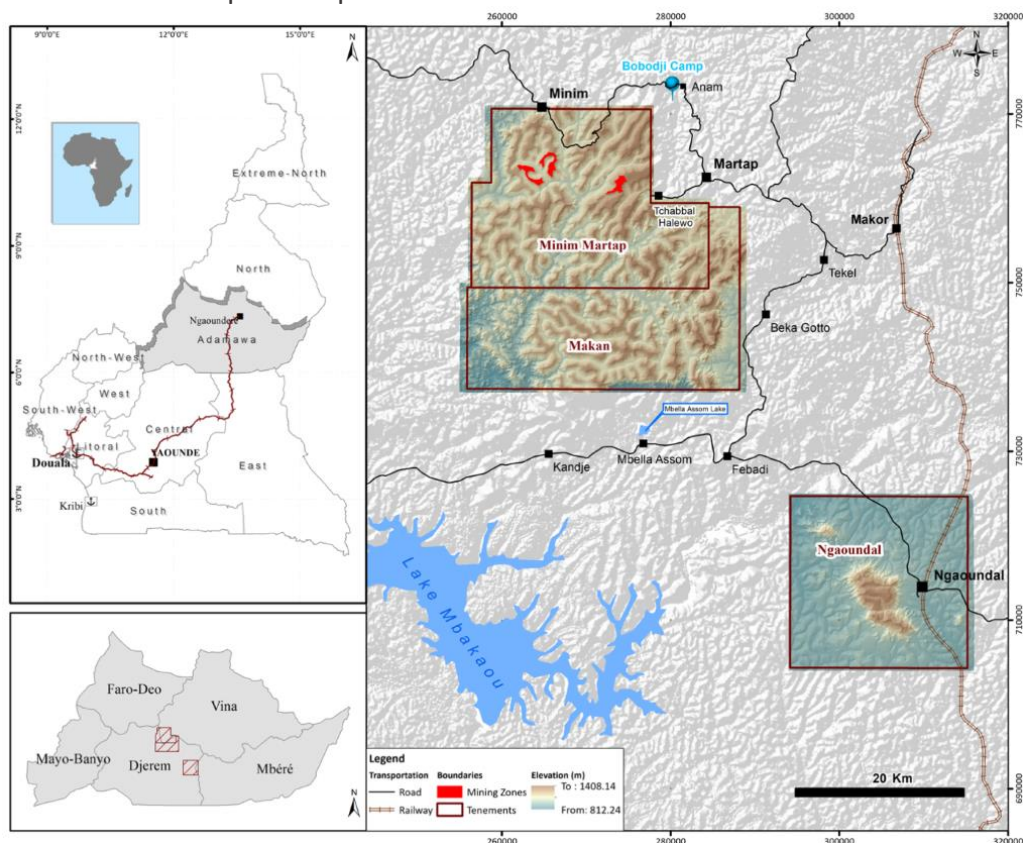 9°0'0"E
12°0'0"E
15°0'0"E
N
12°0'0"N
9°0'0"N
6°0'0"N
3°0'0"N
Extreme-North
North
Ngaoundere
Adamawa
North-West
West
South-West
Central
Litoral
YAOUNDE
Douala
East
Kribi
South
Faro-Deo
Vina
Mayo-Banyo
Djerem
Mbéré
N
260000
280000
300000
320000
N
W
E
S
Bobodji Camp
Anam
Minim
770000
Martap
Tchabbal
Halewo
Makor
Minim Martap
Tekel
750000
Beka Gotto
Makan
Mbella Assom Lake
730000
Kandje
Mbella Assom
Febadi
Ngaoundal
Ngaoundal
710000
Lake Mbakaou
Legend
Transportation
Boundaries
Elevation (m)
Road
Mining Zones
To : 1408.14
Railway
Tenements
From: 812.24
20 Km
690000
260000
280000
300000
320000